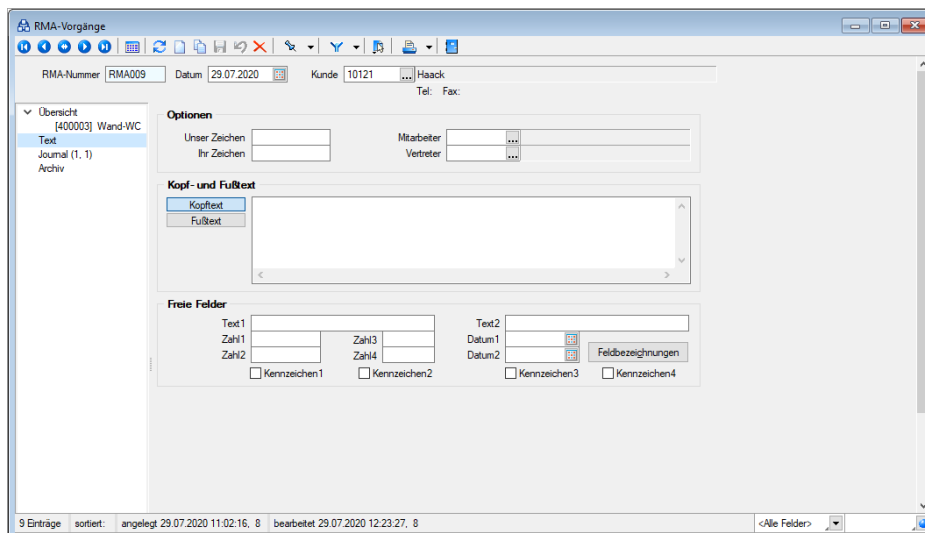 RMA-Vorgänge
RMA-Nummer RMA009 Datum 29.07.2020 Kunde 10121 ... Haack
Tel: Fax:
Übersicht
[400003] Wand-WC
Text
Journal (1, 1)
Archiv
Optionen
Unser Zeichen Mitarbeiter ...
Ihr Zeichen Vertreter ...
Kopf- und Fußtext
Kopftext
Fußtext
Freie Felder
Text1 Text2
Zahl1 Zahl3 Datum1
Zahl2 Zahl4 Datum2 Feldbezeichnungen
Kennzeichen1 Kennzeichen2 Kennzeichen3 Kennzeichen4
9 Einträge sortiert: angelegt 29.07.2020 11:02:16, 8 bearbeitet 29.07.2020 12:23:27, 8 <Alle Felder>